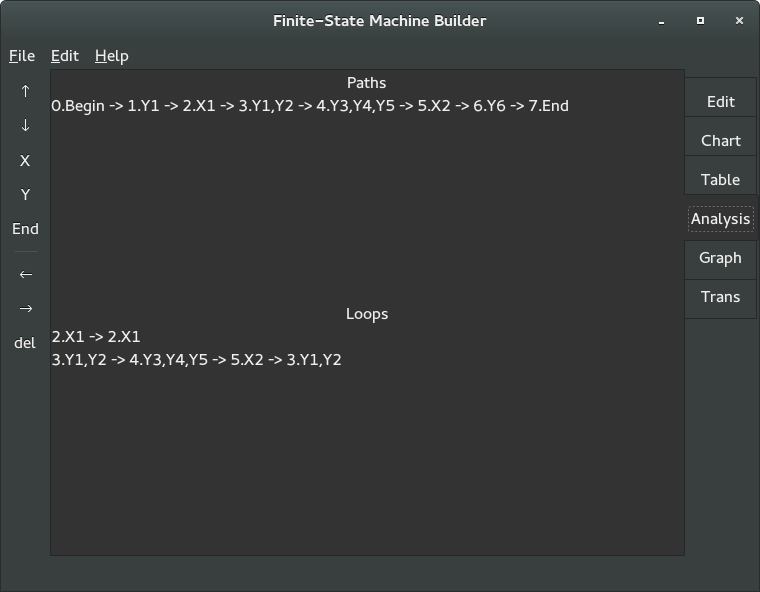 Finite-State Machine Builder
File Edit Help
↑
↓
X
Y
End
←
→
del
Paths
0.Begin -> 1.Y1 -> 2.X1 -> 3.Y1,Y2 -> 4.Y3,Y4,Y5 -> 5.X2 -> 6.Y6 -> 7.End
Loops
2.X1 -> 2.X1
3.Y1,Y2 -> 4.Y3,Y4,Y5 -> 5.X2 -> 3.Y1,Y2
Edit
Chart
Table
Analysis
Graph
Trans